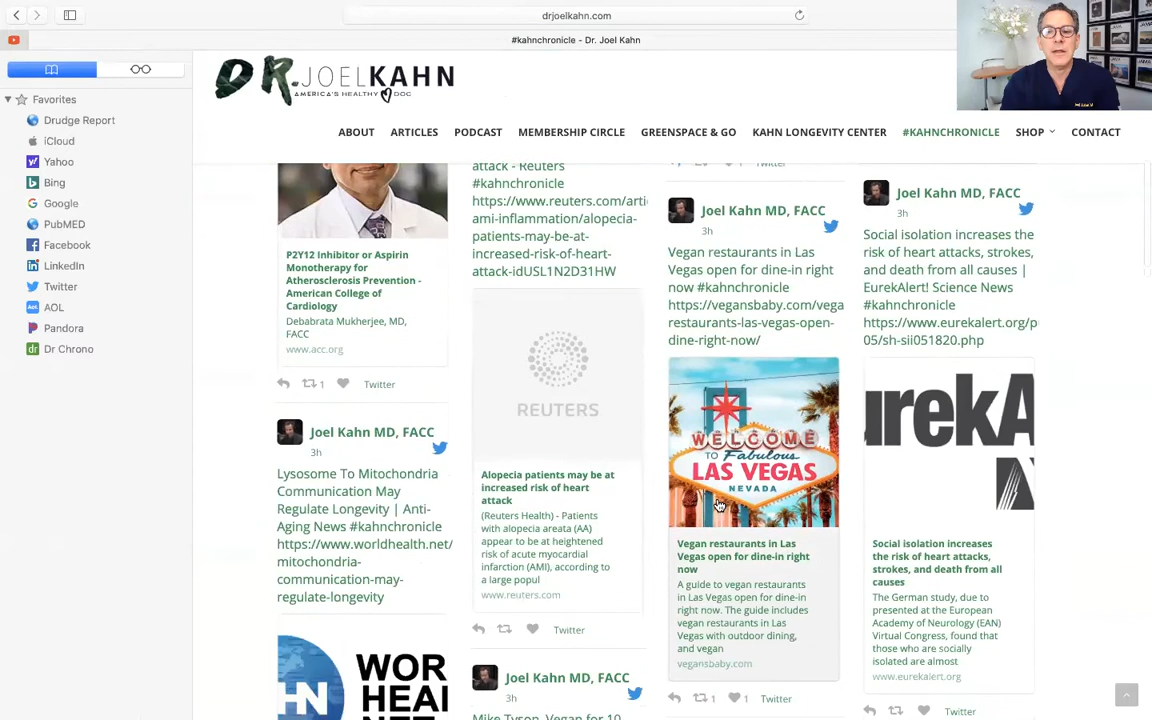 drjoelkahn.com
#kahnchronicle - Dr. Joel Kahn
Favorites
Drudge Report
iCloud
Yahoo
Bing
Google
PubMED
Facebook
LinkedIn
Twitter
AOL
Pandora
Dr Chrono
DR.JOELKAHN
AMERICA'S HEALTHY DOC
ABOUT
ARTICLES
PODCAST
MEMBERSHIP CIRCLE
GREENSPACE & GO
KAHN LONGEVITY CENTER
#KAHNCHRONICLE
SHOP
CONTACT
P2Y12 Inhibitor or Aspirin
Monotherapy for
Atherosclerosis Prevention -
American College of
Cardiology
Debabrata Mukherjee, MD,
FACC
www.acc.org
1
Twitter
Joel Kahn MD, FACC
3h
Lysosome To Mitochondria
Communication May
Regulate Longevity | Anti-
Aging News #kahnchronicle
https://www.worldhealth.net/
mitochondria-
communication-may-
regulate-longevity
WOR
HEAI
NET
attack - Reuters
#kahnchronicle
https://www.reuters.com/arti
ami-inflammation/alopecia-
patients-may-be-at-
increased-risk-of-heart-
attack-idUSL1N2D31HW
REUTERS
Alopecia patients may be at
increased risk of heart
attack
(Reuters Health) - Patients
with alopecia areata (AA)
appear to be at heightened
risk of acute myocardial
infarction (AMI), according to
a large popul
www.reuters.com
Twitter
Joel Kahn MD, FACC
3h
Mike Tyson, Vegan for 10
Twitter
Joel Kahn MD, FACC
3h
Vegan restaurants in Las
Vegas open for dine-in right
now #kahnchronicle
https://vegansbaby.com/vega
restaurants-las-vegas-open-
dine-right-now/
WELCOME
TO Fabulous
LAS VEGAS
NEVADA
Vegan restaurants in Las
Vegas open for dine-in right
now
A guide to vegan restaurants
in Las Vegas open for dine-in
right now. The guide includes
vegan restaurants in Las
Vegas with outdoor dining,
and vegan
vegansbaby.com
1
1
Twitter
Joel Kahn MD, FACC
3h
Social isolation increases the
risk of heart attacks, strokes,
and death from all causes |
EurekAlert! Science News
#kahnchronicle
https://www.eurekalert.org/p
05/sh-sii051820.php
urekA
Social isolation increases
the risk of heart attacks,
strokes, and death from all
causes
The German study, due to
presented at the European
Academy of Neurology (EAN)
Virtual Congress, found that
those who are socially
isolated are almost
www.eurekalert.org
Twitter